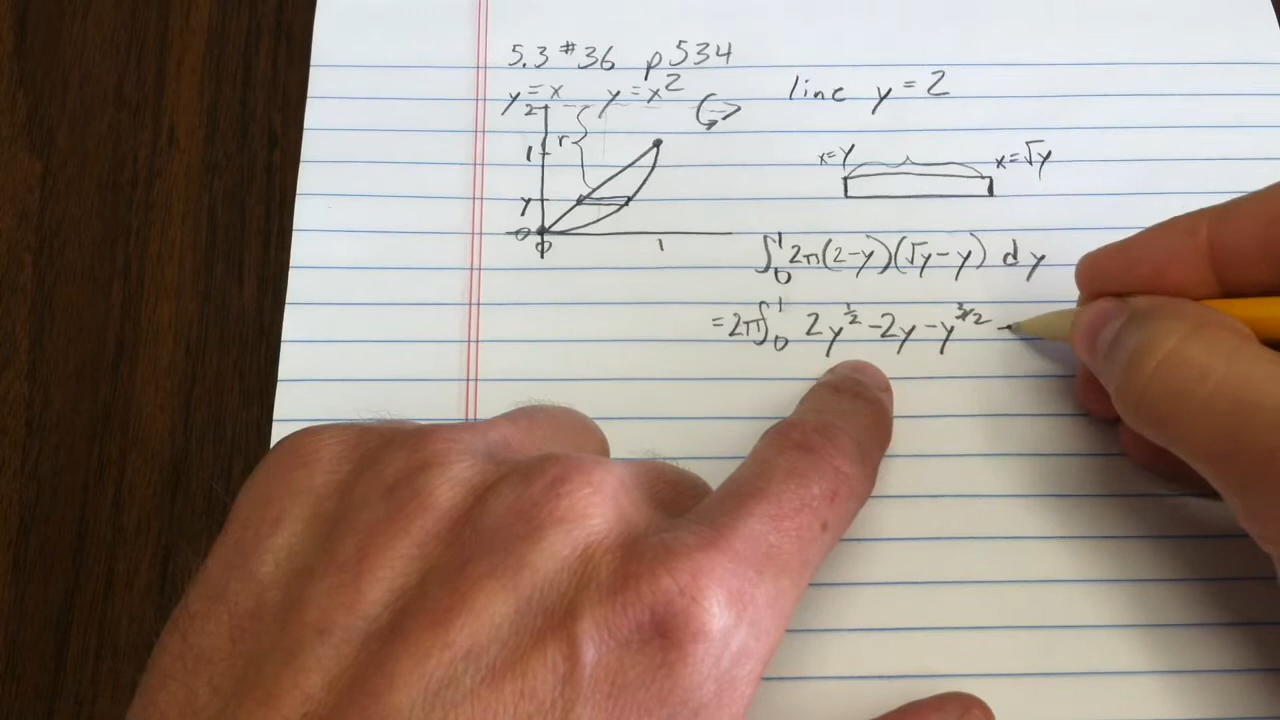 5.3 #36 p534
y=x y=x² line y=2
2
r
1
x=y x=√y
y
0
0 1
∫₀¹ 2π(2-y)(√y-y) dy
=2π∫₀¹ 2y^½ -2y -y^3/2 -